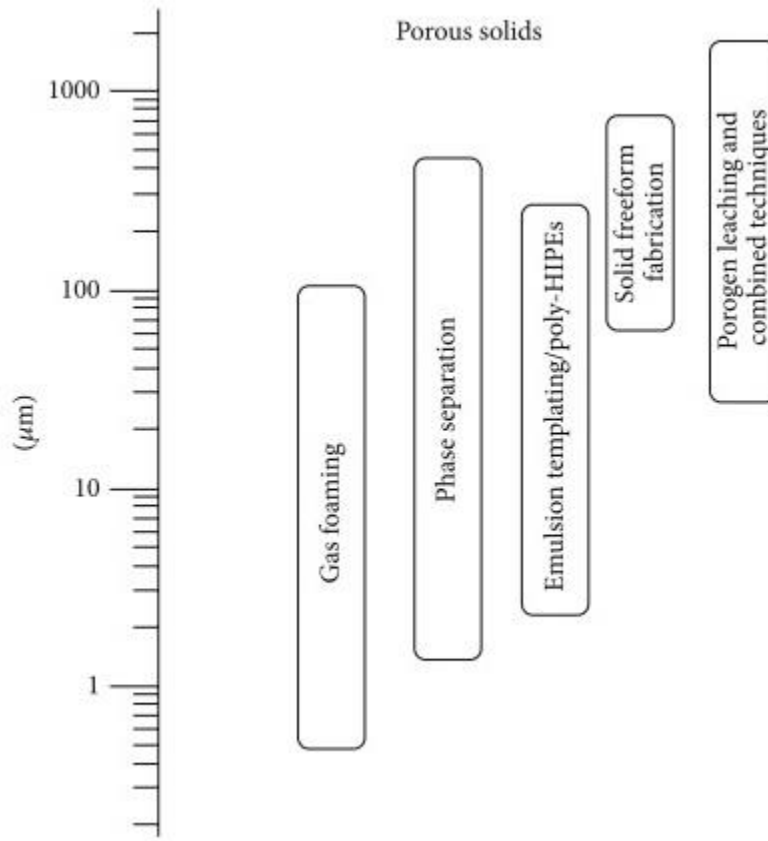 Porous solids
1000
100
10
1
(μm)
Gas foaming
Phase separation
Emulsion templating/poly-HIPEs
Solid freeform
fabrication
Porogen leaching and
combined techniques